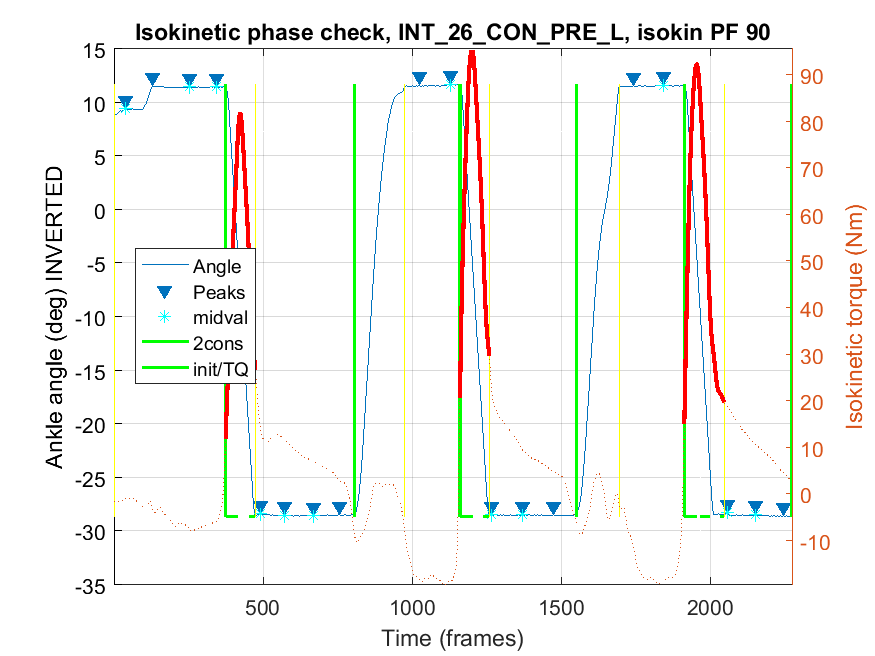 Isokinetic phase check, INT_26_CON_PRE_L, isokin PF 90
15
10
5
0
-5
-10
-15
-20
-25
-30
-35
Ankle angle (deg) INVERTED
Angle
Peaks
midval
2cons
init/TQ
90
80
70
60
50
40
30
20
10
0
-10
Isokinetic torque (Nm)
500
1000
1500
2000
Time (frames)